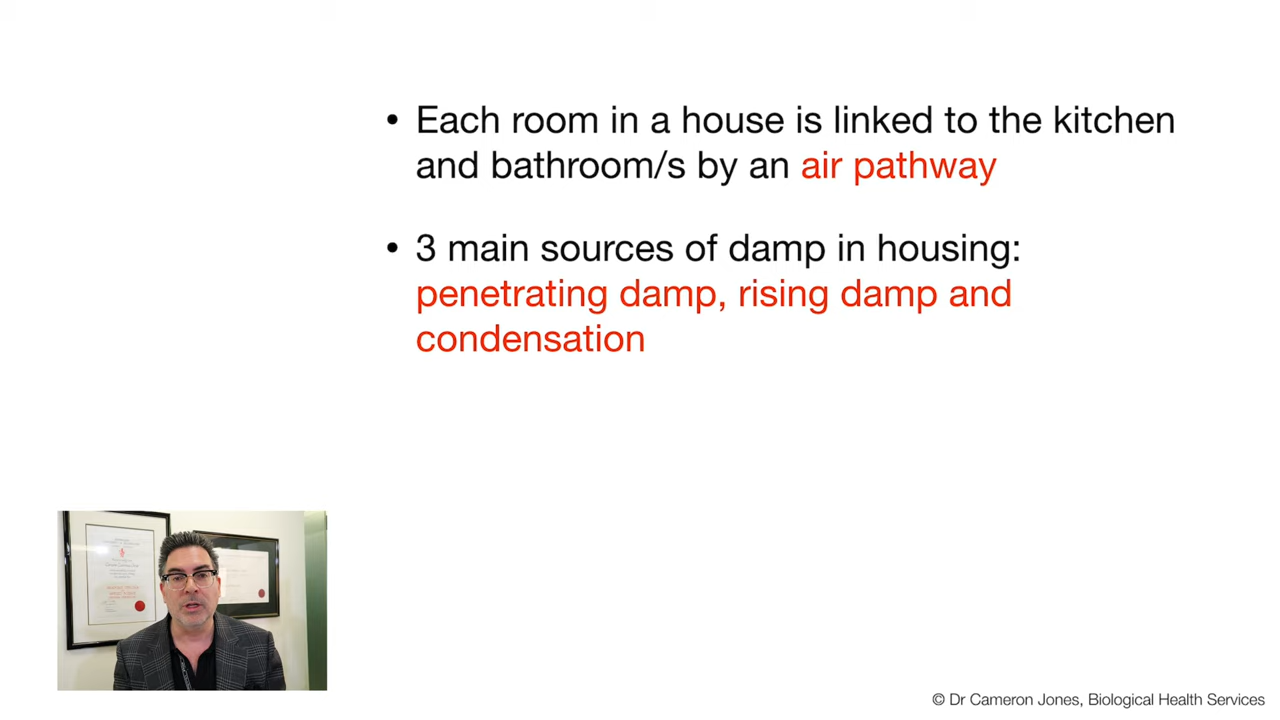 • Each room in a house is linked to the kitchen
and bathroom/s by an air pathway
• 3 main sources of damp in housing:
penetrating damp, rising damp and
condensation
© Dr Cameron Jones, Biological Health Services